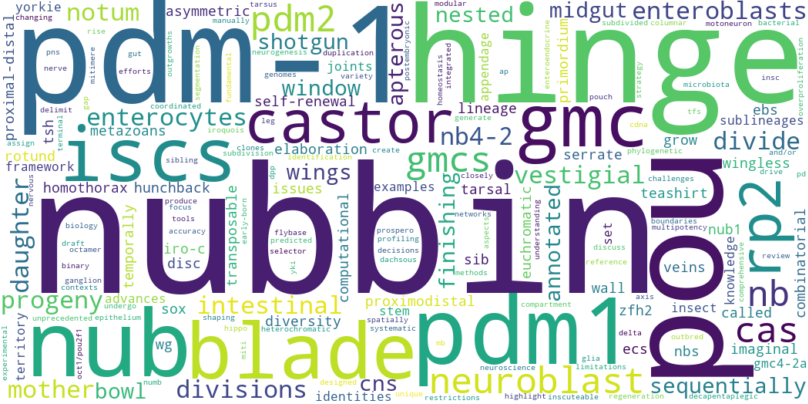 yorkie
changing
pns
nerve
mitimere
proximal-distal
notum
manually
rise
gap
asymmetric
tarsus
pdm2
shotgun
window
neurogenesis
duplication
joints
genomes
variety
apterous
postembryonic
homeostasis
integrated
modular
nested
appendage
ap
midgut
enteroblasts
subdivided
columnar
motoneuron
bacterial
primordium
enteroendocrine
strategy
pouch
insc
microbiota
pdm-1
hinge
outgrowths
segmentation
fundamental
gut
efforts
tsh
delimit
terminal
assign
enterocytes
metazoans
coordinated
iroquois
self-renewal
leg
castor
lineage
generate
nb4-2
gmc
cdna
tfs
ebs
sublineages
divide
grow
phylogenetic
and/or
drive
wingless
rotund
framework
iscs
sibling
clones
subdivision
elaboration
identification
create
gmcs
closely
serrate
vestigial
challenges
boundaries
multipotency
teashirt
homothorax
hunchback
wings
issues
dpp
examples
tarsal
networks
daughter
nervous
biology
draft
octamer
binary
ganglion
contexts
produce
focus
tools
accuracy
temporally
iro-c
disc
transposable
early-born
flybase
predicted
selector
yki
computational
prospero
profiling
decisions
dachsous
nubbin
finishing
sib
aspects
methods
euchromatic
annotated
understanding
set
discuss
reference
wall
zfh2
axis
compartment
pou
nub1
veins
knowledge
called
insect
comprehensive
review
rp2
combinatorial
outbred
nb
progeny
advances
undergo
unprecedented
epithelium
sox
shaping
intestinal
diversity
stem
hippo
spatially
systematic
heterochromatic
miti
proximodistal
pdm1
ecs
delta
glia
limitations
neuroscience
mb
cas
imaginal
nbs
gmc4-2a
territory
experimental
oct1/pou2f1
nub
wg
numb
blade
designed
unique
restrictions
highlight
inscuteable
regeneration
decapentaplegic
neuroblast
sequentially
mother
bowl
divisions
cns
identities